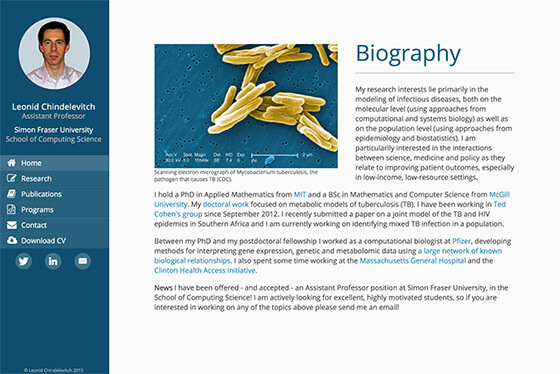 Leonid Chindelevitch
Assistant Professor
Simon Fraser University
School of Computing Science
Home
Research
Publications
Programs
Contact
Download CV
© Leonid Chindelevitch 2015
Acc.V Spot Magn Det WD Exp
2 µm
Scanning electron micrograph of Mycobacterium tuberculosis, the
pathogen that causes TB (CDC).
Biography
My research interests lie primarily in the
modeling of infectious diseases, both on the
molecular level (using approaches from
computational and systems biology) as well as
on the population level (using approaches from
epidemiology and biostatistics). I am
particularly interested in the interactions
between science, medicine and policy as they
relate to improving patient outcomes, especially
in low-income, low-resource settings.
I hold a PhD in Applied Mathematics from MIT and a BSc in Mathematics and Computer Science from McGill
University. My doctoral work focused on metabolic models of tuberculosis (TB). I have been working in Ted
Cohen's group since September 2012. I recently submitted a paper on a joint model of the TB and HIV
epidemics in Southern Africa and I am currently working on identifying mixed TB infection in a population.
Between my PhD and my postdoctoral fellowship I worked as a computational biologist at Pfizer, developing
methods for interpreting gene expression, genetic and metabolomic data using a large network of known
biological relationships. I also spent some time working at the Massachusetts General Hospital and the
Clinton Health Access Initiative.
News I have been offered - and accepted - an Assistant Professor position at Simon Fraser University, in the
School of Computing Science! I am actively looking for excellent, highly motivated students, so if you are
interested in working on any of the topics above please send me an email!